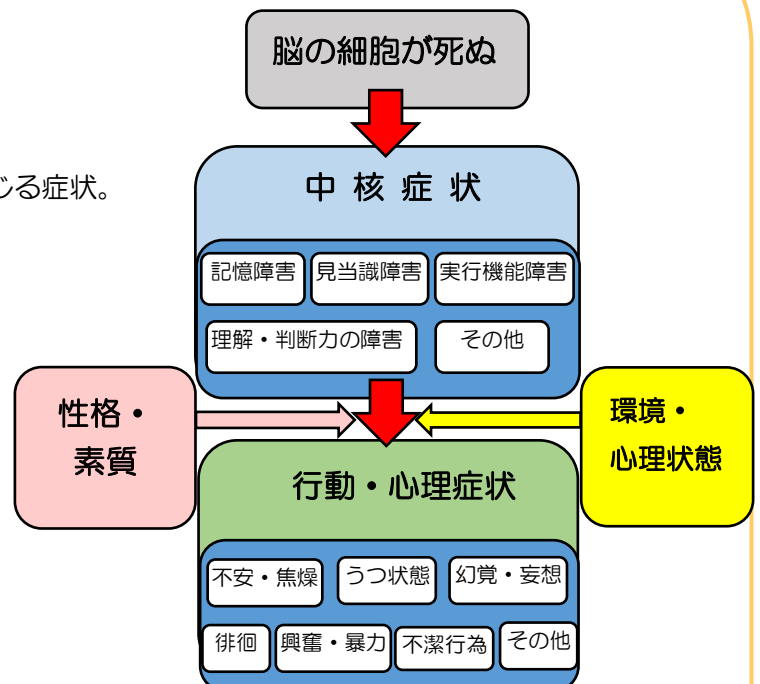 脳の細胞が死ぬ
じる症状。
中核症状
記憶障害 見当識障害 実行機能障害
理解・判断力の障害 その他
性格・
素質
環境・
心理状態
行動・心理症状
不安・焦燥 うつ状態 幻覚・妄想
徘徊 興奮・暴力 不潔行為 その他